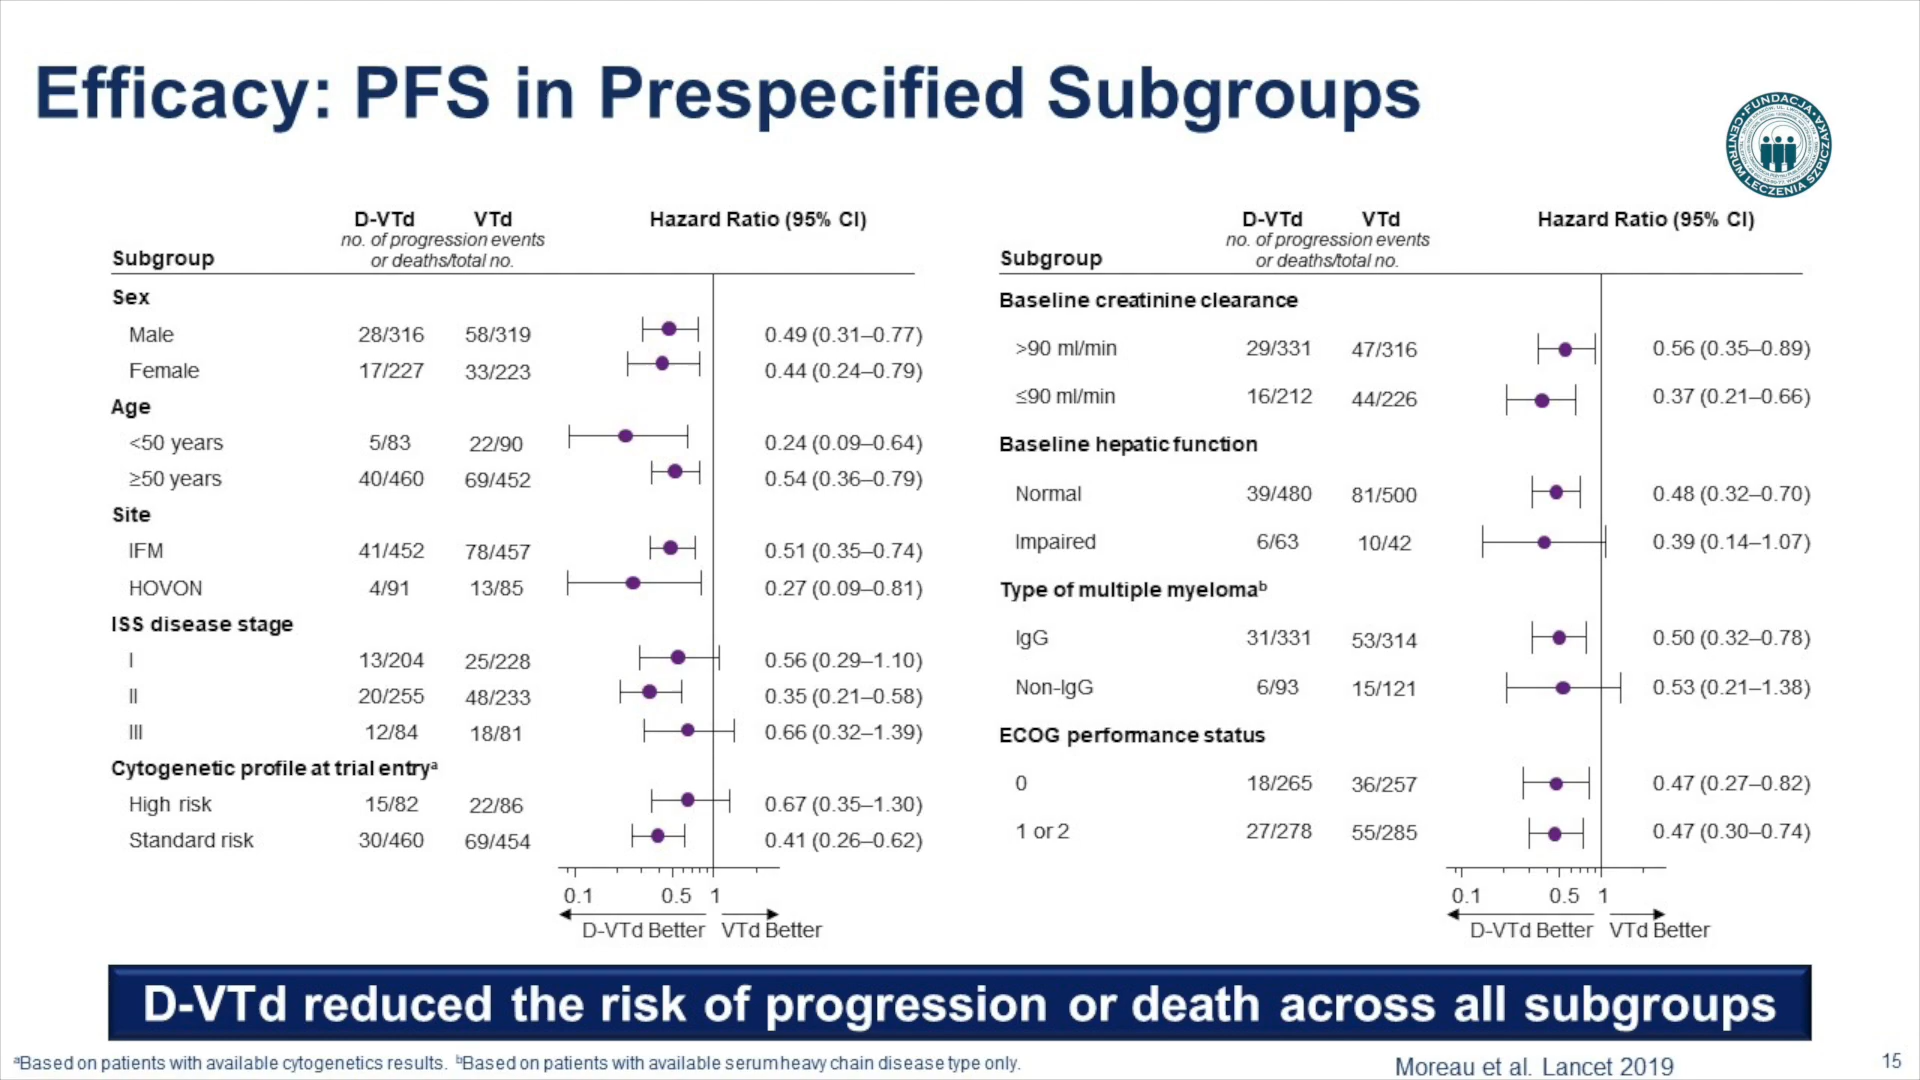 Efficacy: PFS in Prespecified Subgroups
FUNDACJA
CENTRUM LECZENIA SZPICZAKA
D-VTd VTd Hazard Ratio (95% CI)
no. of progression events
Subgroup or deaths/total no.
Sex
Male 28/316 58/319 0.49 (0.31–0.77)
Female 17/227 33/223 0.44 (0.24–0.79)
Age
<50 years 5/83 22/90 0.24 (0.09–0.64)
≥50 years 40/460 69/452 0.54 (0.36–0.79)
Site
IFM 41/452 78/457 0.51 (0.35–0.74)
HOVON 4/91 13/85 0.27 (0.09–0.81)
ISS disease stage
I 13/204 25/228 0.56 (0.29–1.10)
II 20/255 48/233 0.35 (0.21–0.58)
III 12/84 18/81 0.66 (0.32–1.39)
Cytogenetic profile at trial entryª
High risk 15/82 22/86 0.67 (0.35–1.30)
Standard risk 30/460 69/454 0.41 (0.26–0.62)
0.1 0.5 1
D-VTd Better VTd Better
D-VTd VTd Hazard Ratio (95% CI)
no. of progression events
Subgroup or deaths/total no.
Baseline creatinine clearance
>90 ml/min 29/331 47/316 0.56 (0.35–0.89)
≤90 ml/min 16/212 44/226 0.37 (0.21–0.66)
Baseline hepatic function
Normal 39/480 81/500 0.48 (0.32–0.70)
Impaired 6/63 10/42 0.39 (0.14–1.07)
Type of multiple myelomaᵇ
IgG 31/331 53/314 0.50 (0.32–0.78)
Non-IgG 6/93 15/121 0.53 (0.21–1.38)
ECOG performance status
0 18/265 36/257 0.47 (0.27–0.82)
1 or 2 27/278 55/285 0.47 (0.30–0.74)
0.1 0.5 1
D-VTd Better VTd Better
D-VTd reduced the risk of progression or death across all subgroups
ªBased on patients with available cytogenetics results. ᵇBased on patients with available serum heavy chain disease type only.
Moreau et al. Lancet 2019
15